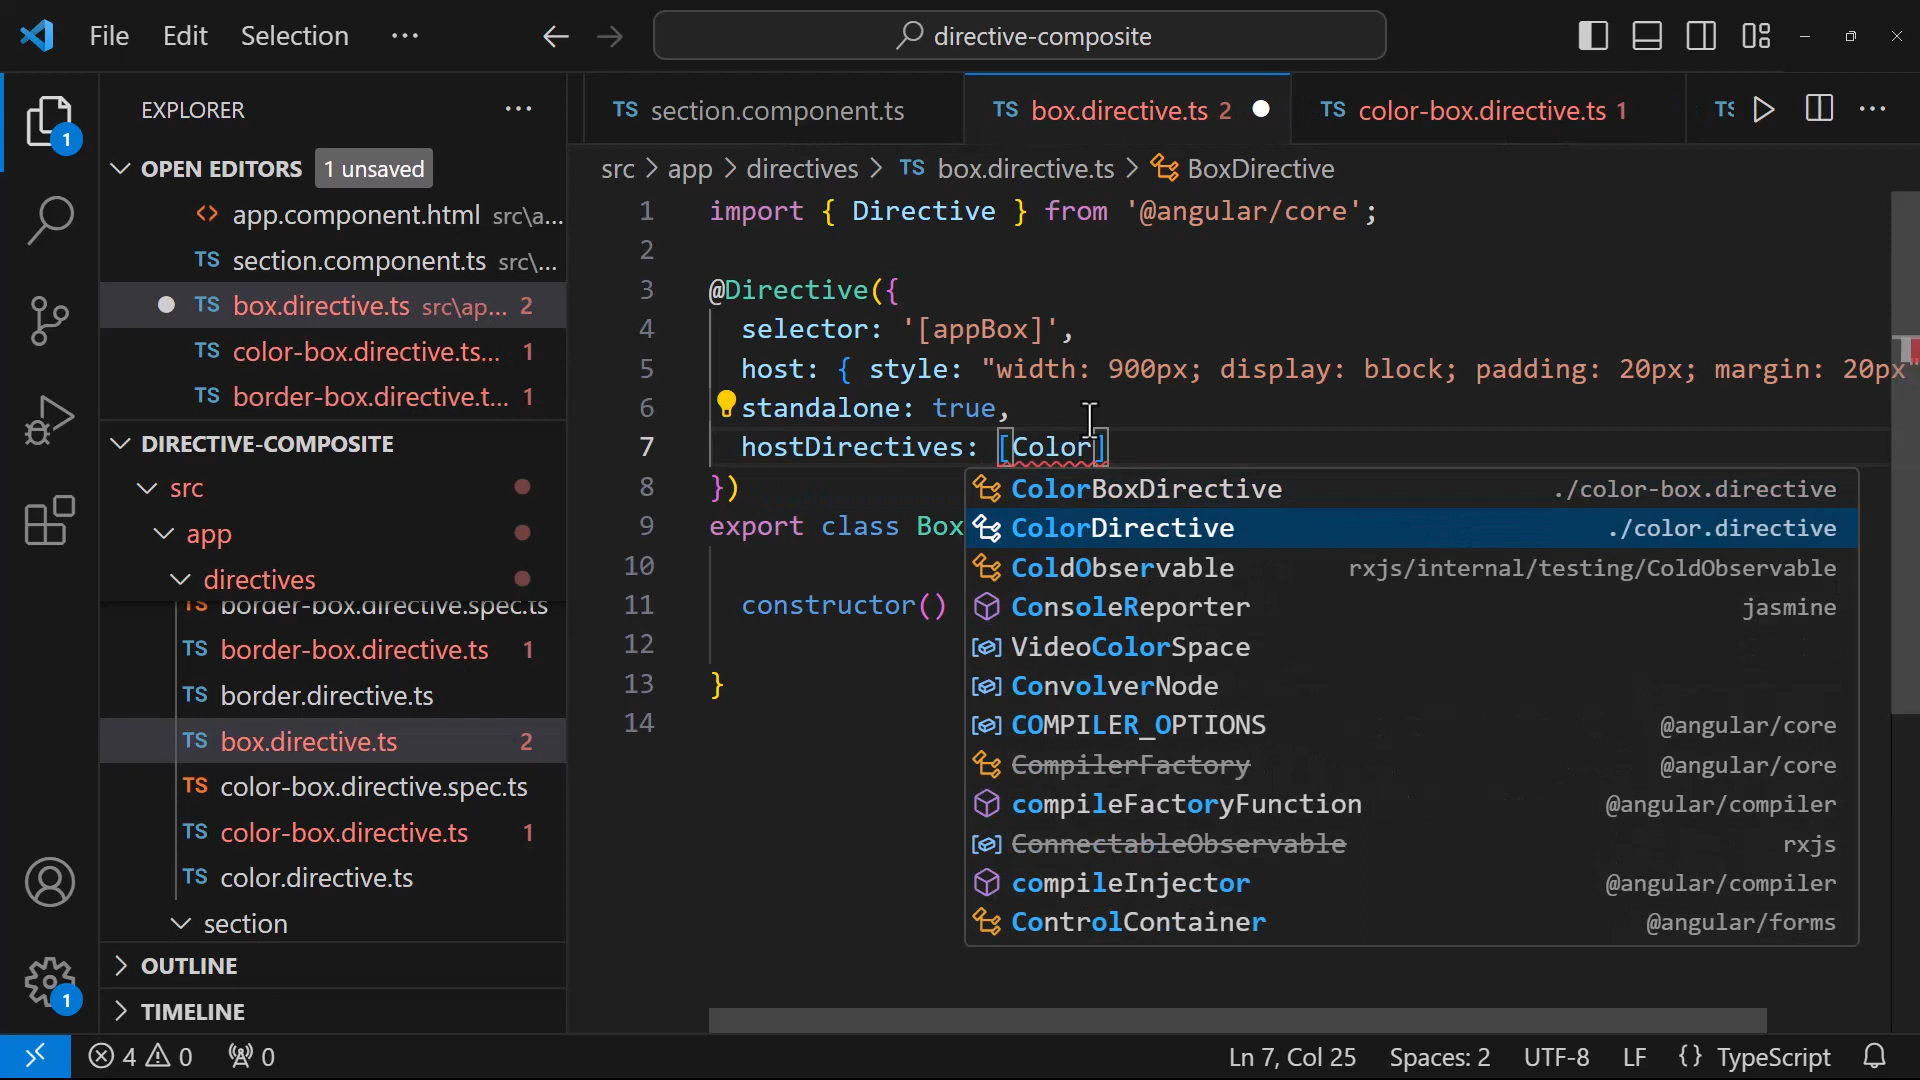 File Edit Selection ···
directive-composite
EXPLORER ···
OPEN EDITORS 1 unsaved
<> app.component.html src\a...
TS section.component.ts src\...
TS box.directive.ts src\ap... 2
TS color-box.directive.ts... 1
TS border-box.directive.t... 1
DIRECTIVE-COMPOSITE
src
app
directives
TS border-box.directive.spec.ts
TS border-box.directive.ts 1
TS border.directive.ts
TS box.directive.ts 2
TS color-box.directive.spec.ts
TS color-box.directive.ts 1
TS color.directive.ts
section
OUTLINE
TIMELINE
1
1
TS section.component.ts
TS box.directive.ts 2
TS color-box.directive.ts 1
TS
src > app > directives > TS box.directive.ts > BoxDirective
1 import { Directive } from '@angular/core';
2
3 @Directive({
4 selector: '[appBox]',
5 host: { style: "width: 900px; display: block; padding: 20px; margin: 20px"
6 standalone: true,
7 hostDirectives: [Color]
8 })
9 export class Box
10
11 constructor()
12
13 }
14
ColorBoxDirective ./color-box.directive
ColorDirective ./color.directive
ColdObservable rxjs/internal/testing/ColdObservable
ConsoleReporter jasmine
VideoColorSpace
ConvolverNode
COMPILER_OPTIONS @angular/core
CompilerFactory @angular/core
compileFactoryFunction @angular/compiler
ConnectableObservable rxjs
compileInjector @angular/compiler
ControlContainer @angular/forms
4 0 0
Ln 7, Col 25 Spaces: 2 UTF-8 LF {} TypeScript